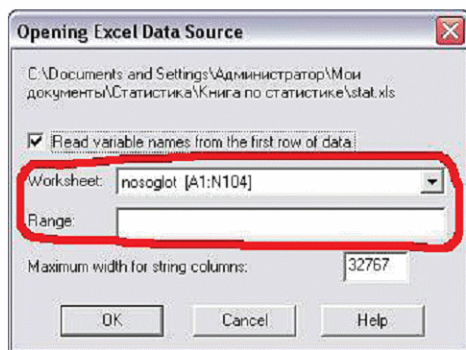 Opening Excel Data Source
C:\Documents and Settings\Администратор\Мои
документы\Статистика\Книга по статистике\stat.xls
Read variable names from the first row of data.
Worksheet: nosoglot [A1:N104]
Range:
Maximum width for string columns: 32767
OK Cancel Help